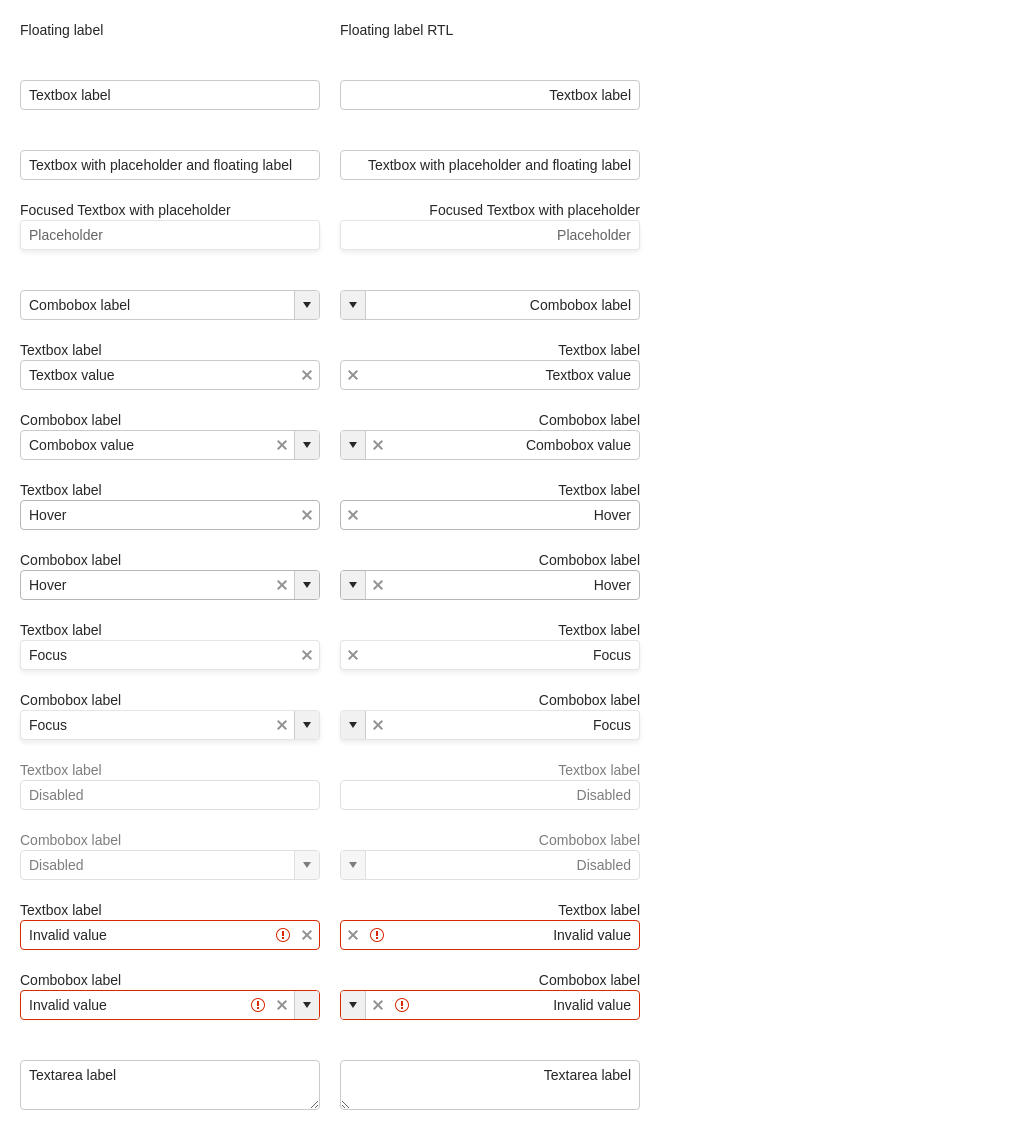 Floating label
Floating label RTL
Textbox label
Textbox label
Textbox with placeholder and floating label
Textbox with placeholder and floating label
Focused Textbox with placeholder
Focused Textbox with placeholder
Placeholder
Placeholder
Combobox label
Combobox label
Textbox label
Textbox label
Textbox value
Textbox value
Combobox label
Combobox label
Combobox value
Combobox value
Textbox label
Textbox label
Hover
Hover
Combobox label
Combobox label
Hover
Hover
Textbox label
Textbox label
Focus
Focus
Combobox label
Combobox label
Focus
Focus
Textbox label
Textbox label
Disabled
Disabled
Combobox label
Combobox label
Disabled
Disabled
Textbox label
Textbox label
Invalid value
Invalid value
Combobox label
Combobox label
Invalid value
Invalid value
Textarea label
Textarea label